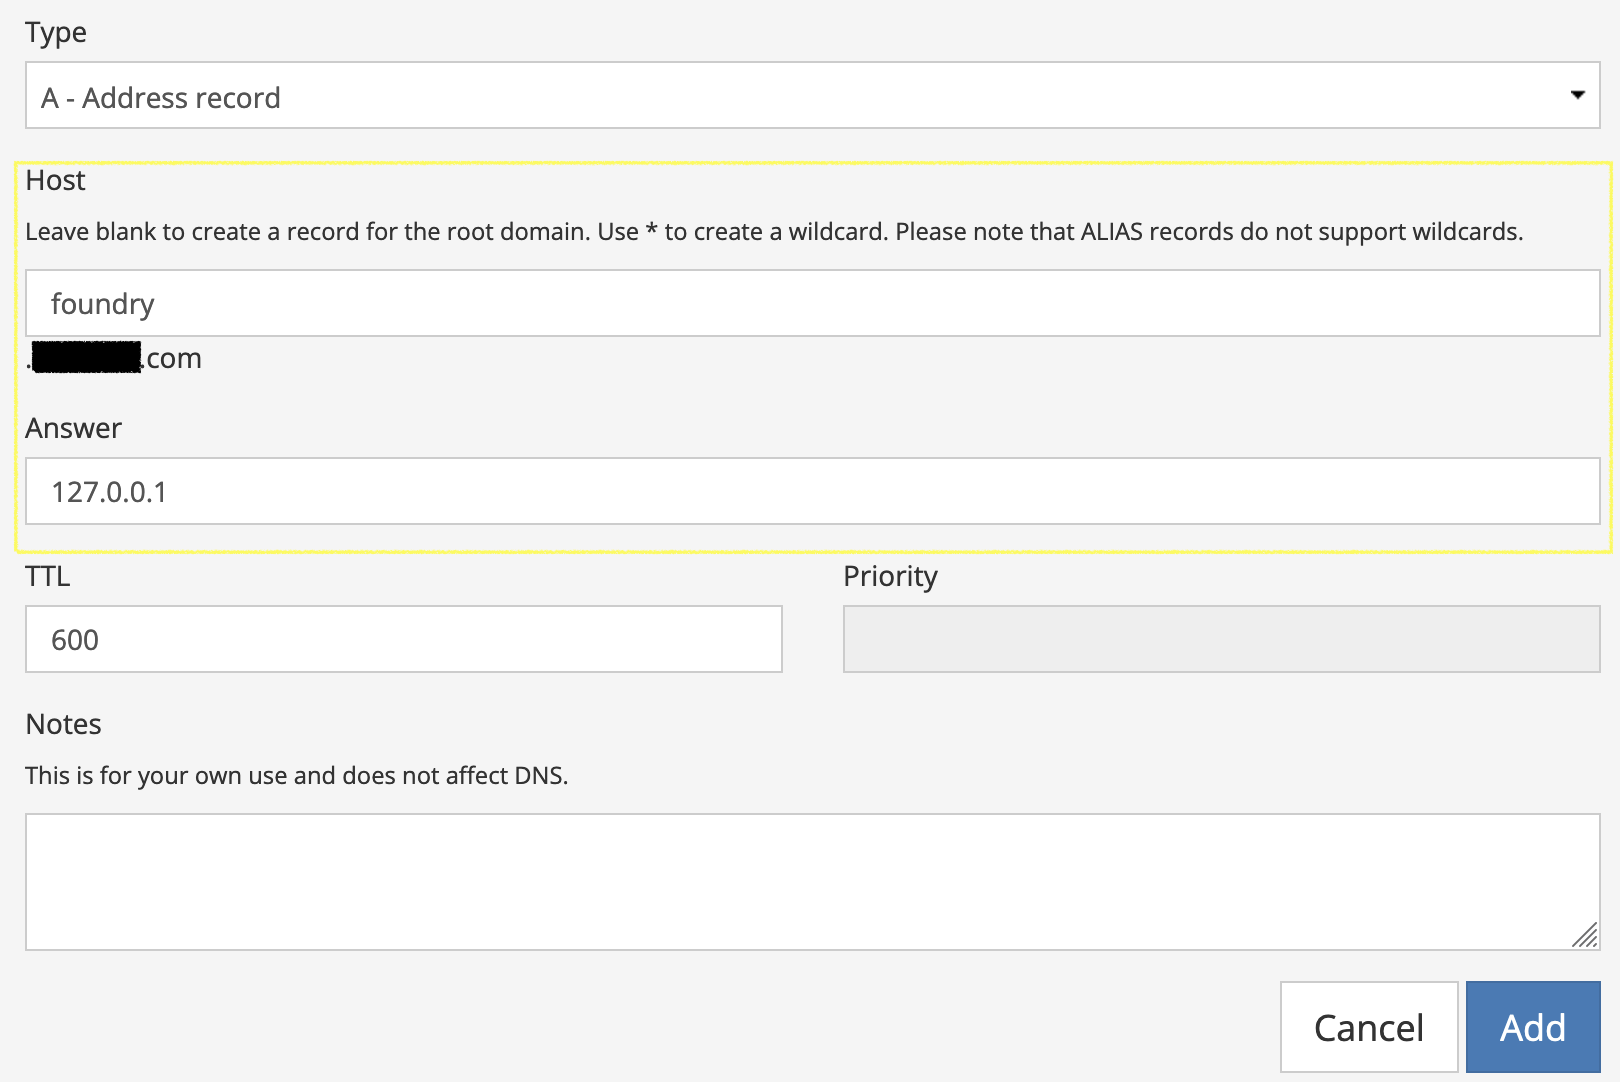 Type
A - Address record
Host
Leave blank to create a record for the root domain. Use * to create a wildcard. Please note that ALIAS records do not support wildcards.
foundry
. .com
Answer
127.0.0.1
TTL
Priority
600
Notes
This is for your own use and does not affect DNS.
Cancel
Add